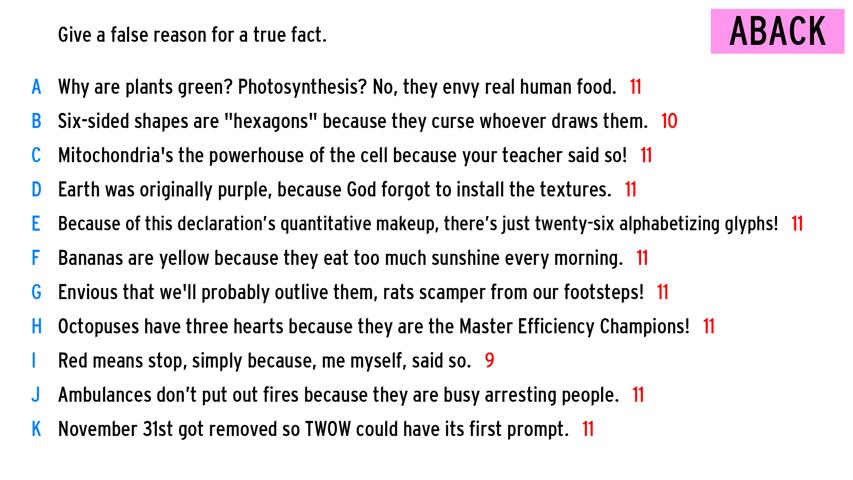 Give a false reason for a true fact.
ABACK
A Why are plants green? Photosynthesis? No, they envy real human food. 11
B Six-sided shapes are "hexagons" because they curse whoever draws them. 10
C Mitochondria's the powerhouse of the cell because your teacher said so! 11
D Earth was originally purple, because God forgot to install the textures. 11
E Because of this declaration’s quantitative makeup, there’s just twenty-six alphabetizing glyphs! 11
F Bananas are yellow because they eat too much sunshine every morning. 11
G Envious that we'll probably outlive them, rats scamper from our footsteps! 11
H Octopuses have three hearts because they are the Master Efficiency Champions! 11
I Red means stop, simply because, me myself, said so. 9
J Ambulances don’t put out fires because they are busy arresting people. 11
K November 31st got removed so TWOW could have its first prompt. 11